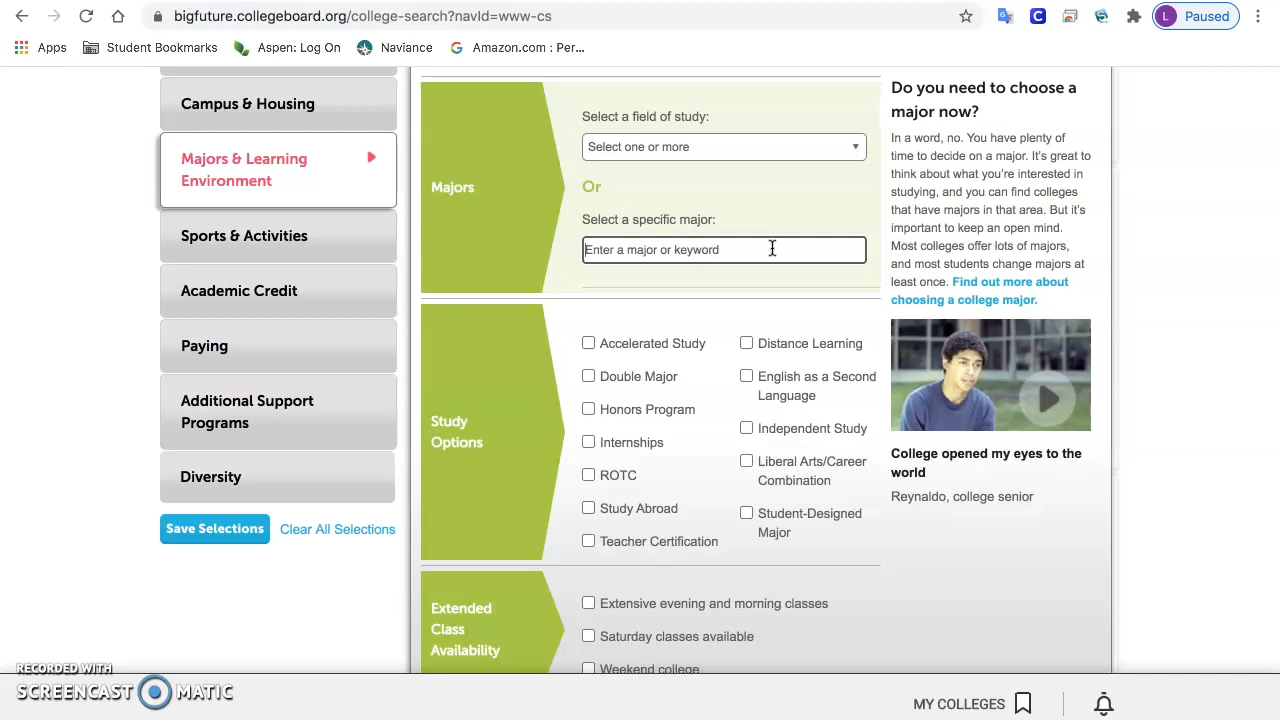 bigfuture.collegeboard.org/college-search?navId=www-cs
L Paused
Apps
Student Bookmarks
Aspen: Log On
Naviance
Amazon.com : Per...
Campus & Housing
Majors & Learning
Environment
Sports & Activities
Academic Credit
Paying
Additional Support
Programs
Diversity
Save Selections
Clear All Selections
Majors
Select a field of study:
Select one or more
Or
Select a specific major:
Enter a major or keyword
Study
Options
Accelerated Study
Double Major
Honors Program
Internships
ROTC
Study Abroad
Teacher Certification
Distance Learning
English as a Second
Language
Independent Study
Liberal Arts/Career
Combination
Student-Designed
Major
Extended
Class
Availability
Extensive evening and morning classes
Saturday classes available
Weekend college
Do you need to choose a
major now?
In a word, no. You have plenty of
time to decide on a major. It's great to
think about what you're interested in
studying, and you can find colleges
that have majors in that area. But it's
important to keep an open mind.
Most colleges offer lots of majors,
and most students change majors at
least once. Find out more about
choosing a college major.
College opened my eyes to the
world
Reynaldo, college senior
RECORDED WITH
SCREENCAST MATIC
MY COLLEGES